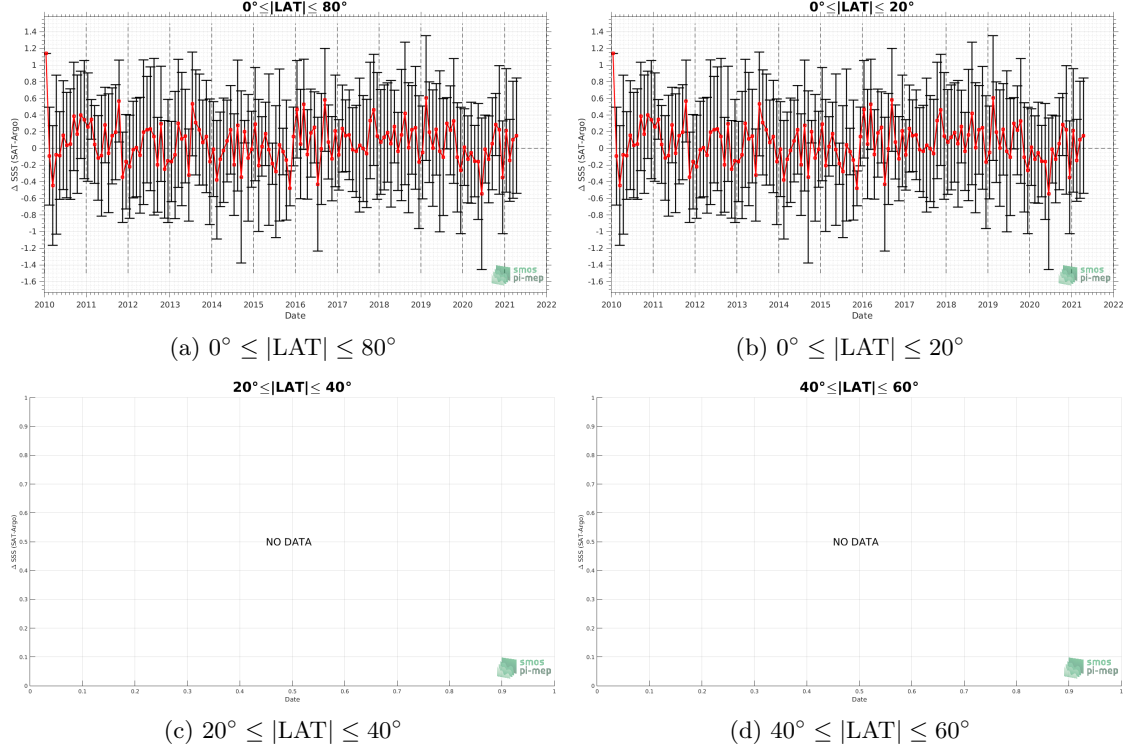 0°≤|LAT|≤ 80°
Δ SSS (SAT-Argo)
1.4
1.2
1
0.8
0.6
0.4
0.2
0
-0.2
-0.4
-0.6
-0.8
-1
-1.2
-1.4
-1.6
2010 2011 2012 2013 2014 2015 2016 2017 2018 2019 2020 2021 2022
Date
smos
pi-mep
(a) 0° ≤ |LAT| ≤ 80°
0°≤|LAT|≤ 20°
Δ SSS (SAT-Argo)
1.4
1.2
1
0.8
0.6
0.4
0.2
0
-0.2
-0.4
-0.6
-0.8
-1
-1.2
-1.4
-1.6
2010 2011 2012 2013 2014 2015 2016 2017 2018 2019 2020 2021 2022
Date
smos
pi-mep
(b) 0° ≤ |LAT| ≤ 20°
20°≤|LAT|≤ 40°
Δ SSS (SAT-Argo)
1
0.9
0.8
0.7
0.6
0.5
0.4
0.3
0.2
0.1
0
NO DATA
0 0.1 0.2 0.3 0.4 0.5 0.6 0.7 0.8 0.9 1
Date
smos
pi-mep
(c) 20° ≤ |LAT| ≤ 40°
40°≤|LAT|≤ 60°
Δ SSS (SAT-Argo)
1
0.9
0.8
0.7
0.6
0.5
0.4
0.3
0.2
0.1
0
NO DATA
0 0.1 0.2 0.3 0.4 0.5 0.6 0.7 0.8 0.9 1
Date
smos
pi-mep
(d) 40° ≤ |LAT| ≤ 60°